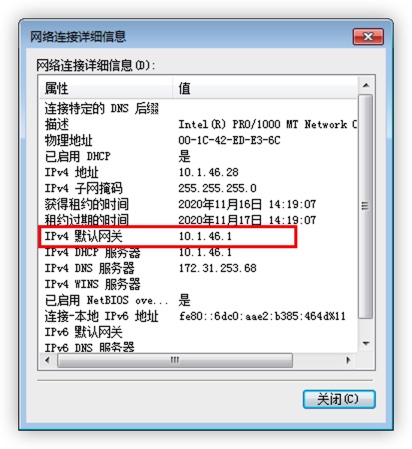 网络连接详细信息
网络连接详细信息(D):
属性 值
连接特定的 DNS 后缀
描述 Intel(R) PRO/1000 MT Network C
物理地址 00-1C-42-ED-E3-6C
已启用 DHCP 是
IPv4 地址 10.1.46.28
IPv4 子网掩码 255.255.255.0
获得租约的时间 2020年11月16日 14:19:07
租约过期的时间 2020年11月17日 14:19:07
IPv4 默认网关 10.1.46.1
IPv4 DHCP 服务器 10.1.46.1
IPv4 DNS 服务器 172.31.253.68
IPv4 WINS 服务器
已启用 NetBIOS ove... 是
连接-本地 IPv6 地址 fe80::6dc0:aae2:b385:464d%11
IPv6 默认网关
IPv6 DNS 服务器
关闭(C)